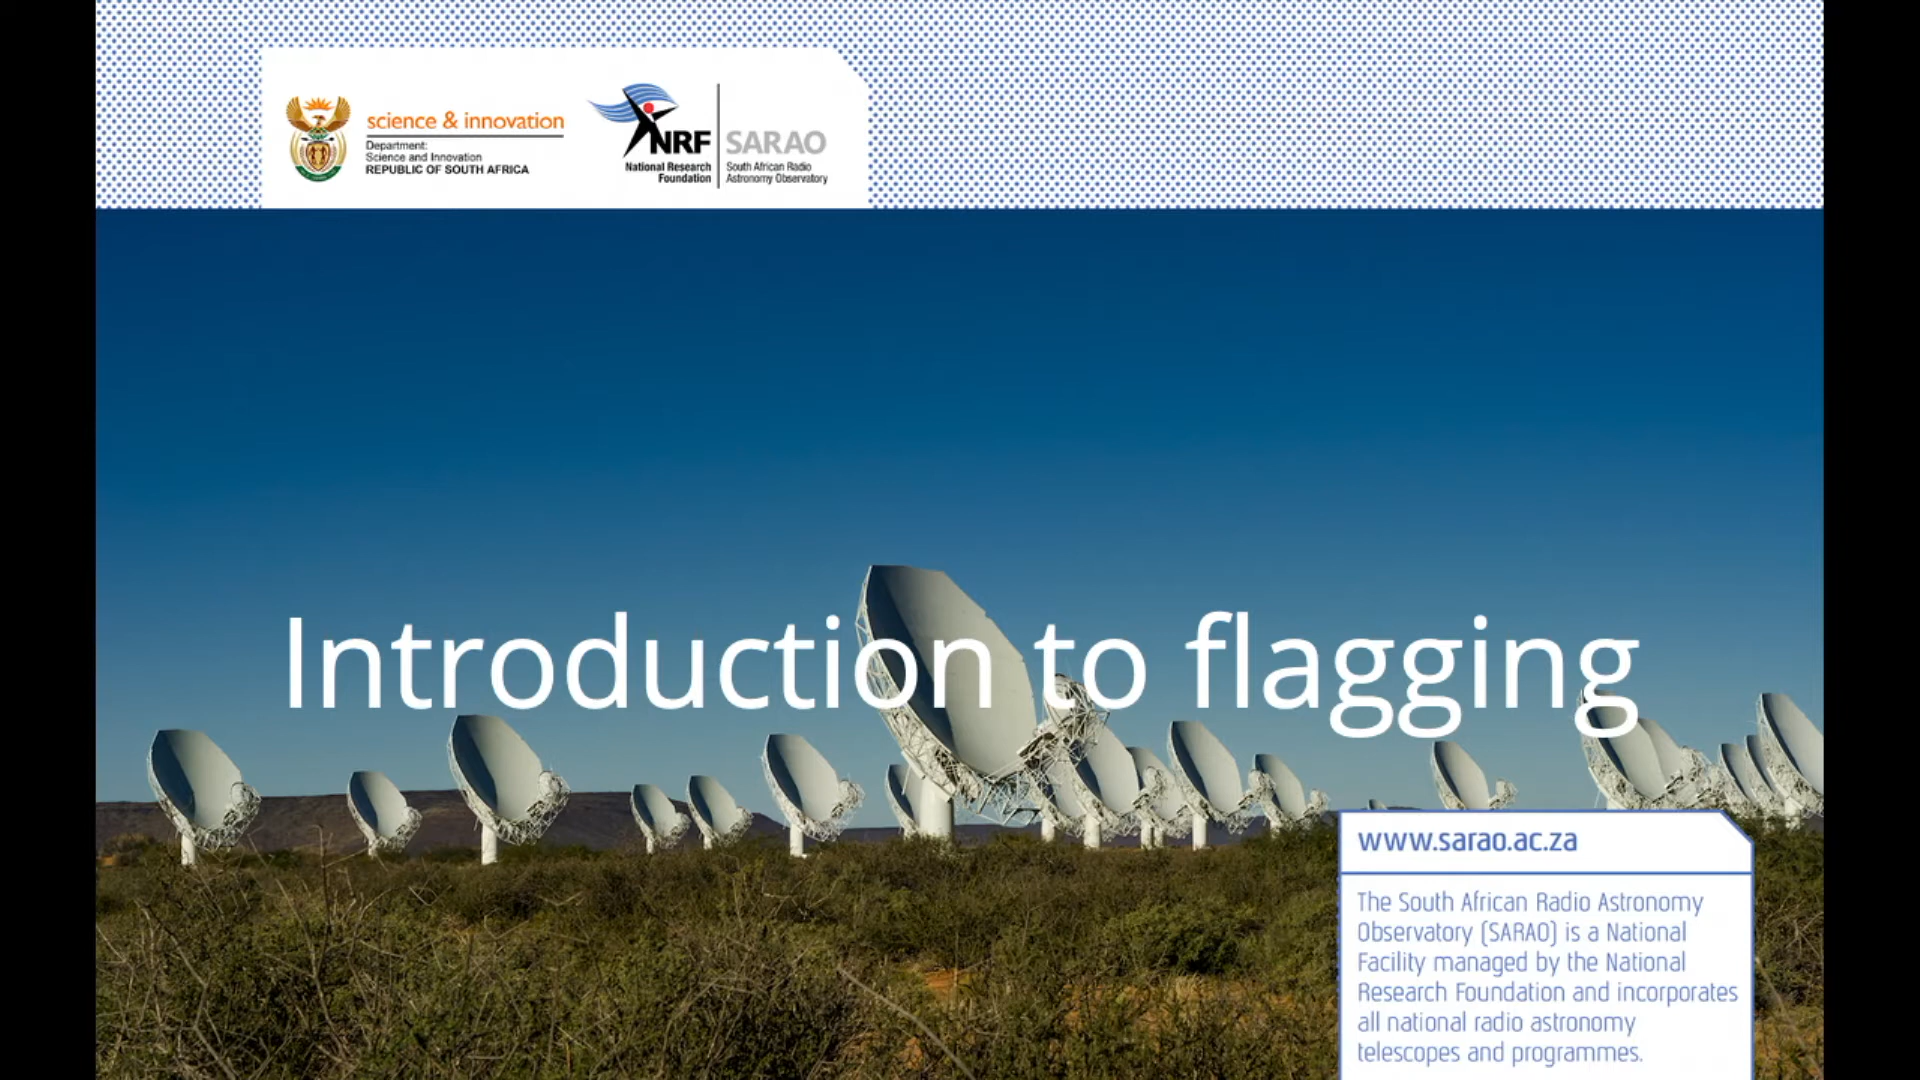 science & innovation
Department:
Science and Innovation
REPUBLIC OF SOUTH AFRICA
NRF
National Research
Foundation
SARAO
South African Radio
Astronomy Observatory
Introduction to flagging
www.sarao.ac.za
The South African Radio Astronomy
Observatory (SARAO) is a National
Facility managed by the National
Research Foundation and incorporates
all national radio astronomy
telescopes and programmes.